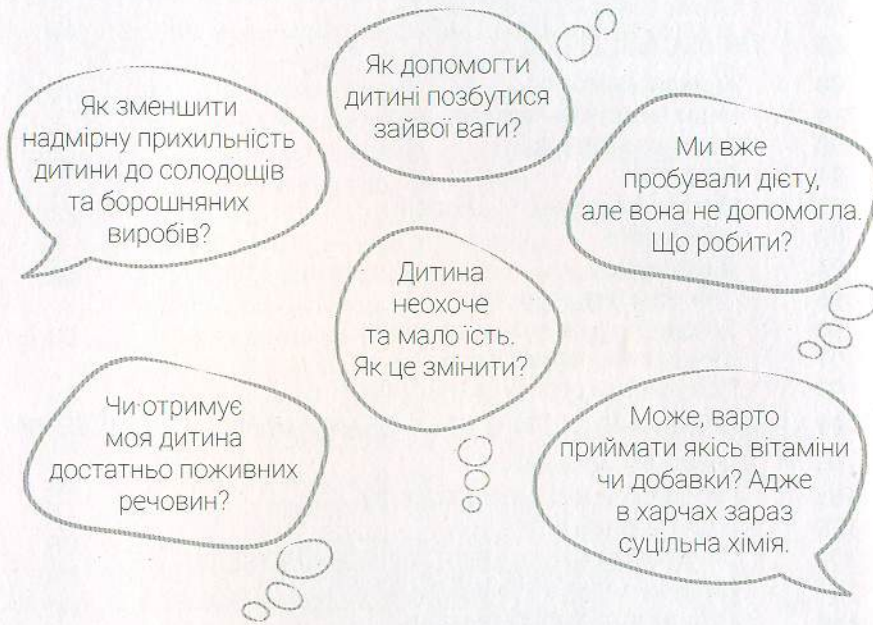 Як допомогти
дитині позбутися
зайвої ваги?
Як зменшити
надмірну прихильність
дитини до солодощів
та борошняних
виробів?
Ми вже
пробували дієту,
але вона не допомогла.
Що робити?
Дитина
неохоче
та мало їсть.
Як це змінити?
Чи отримує
моя дитина
достатньо поживних
речовин?
Може, варто
приймати якісь вітаміни
чи добавки? Адже
в харчах зараз
суцільна хімія.